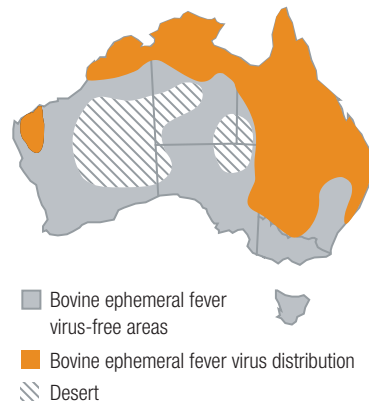 Bovine ephemeral fever
virus-free areas
Bovine ephemeral fever virus distribution
Desert